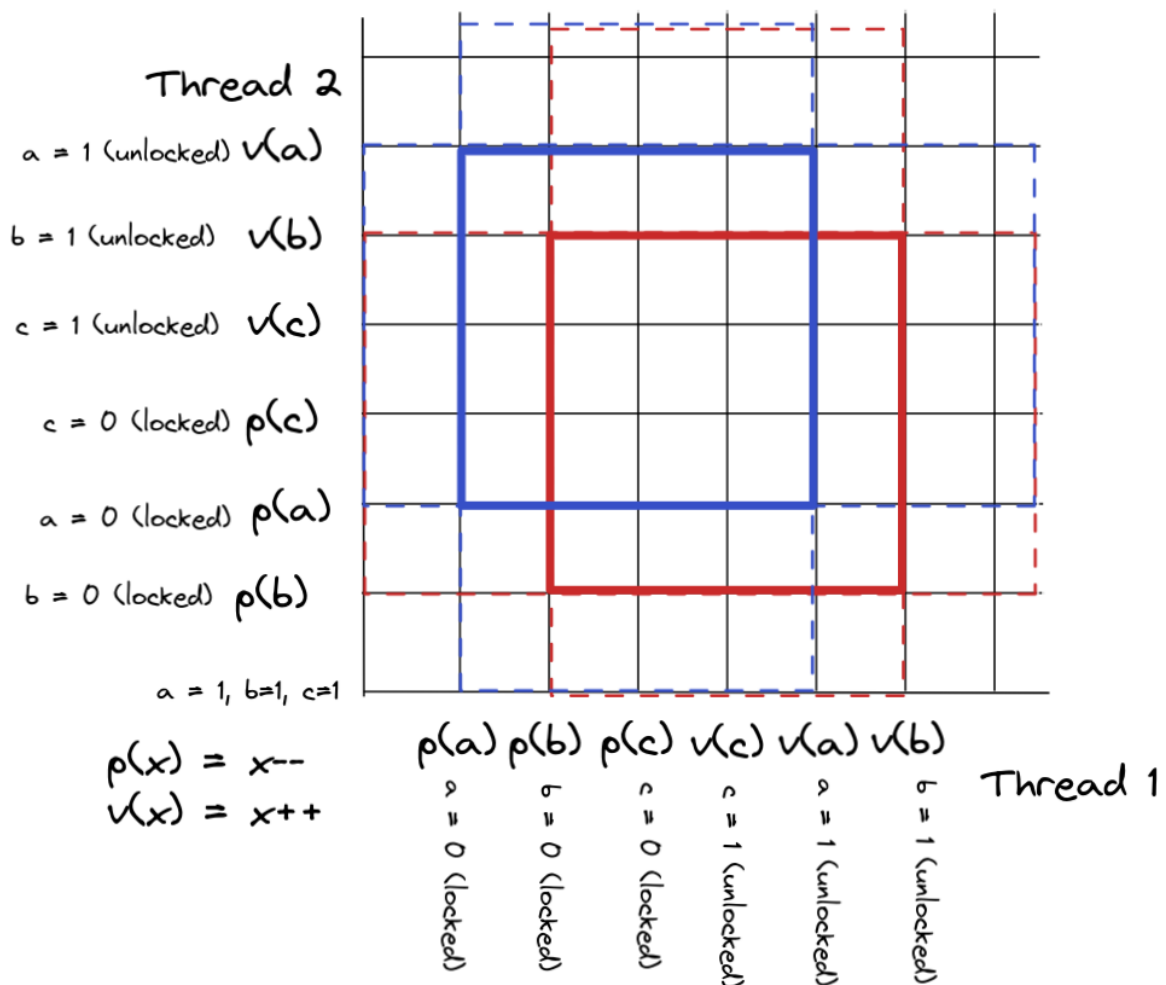 Thread 2
a = 1 (unlocked) v(a)
b = 1 (unlocked) v(b)
c = 1 (unlocked) v(c)
c = 0 (locked) p(c)
a = 0 (locked) p(a)
b = 0 (locked) p(b)
a = 1, b=1, c=1
p(a) p(b) p(c) v(c) v(a) v(b)
p(x) = x--
v(x) = x++
a = 0 (locked)
b = 0 (locked)
c = 0 (locked)
c = 1 (unlocked)
a = 1 (unlocked)
b = 1 (unlocked)
Thread 1